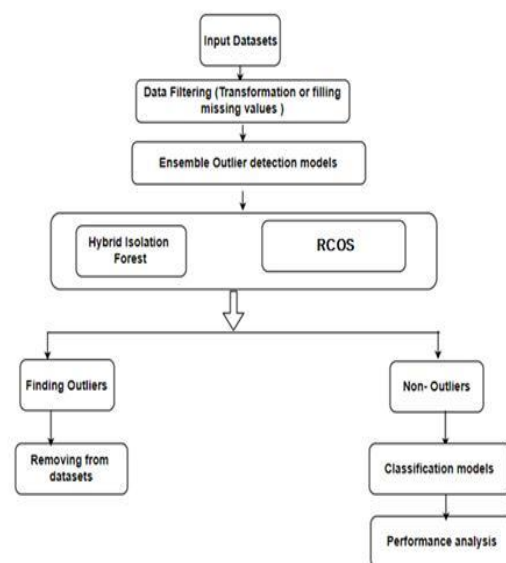 Input Datasets
Data Filtering (Transformation or filling
missing values )
Ensemble Outlier detection models
Hybrid Isolation
Forest
RCOS
Finding Outliers
Non- Outliers
Removing from
datasets
Classification models
Performance analysis